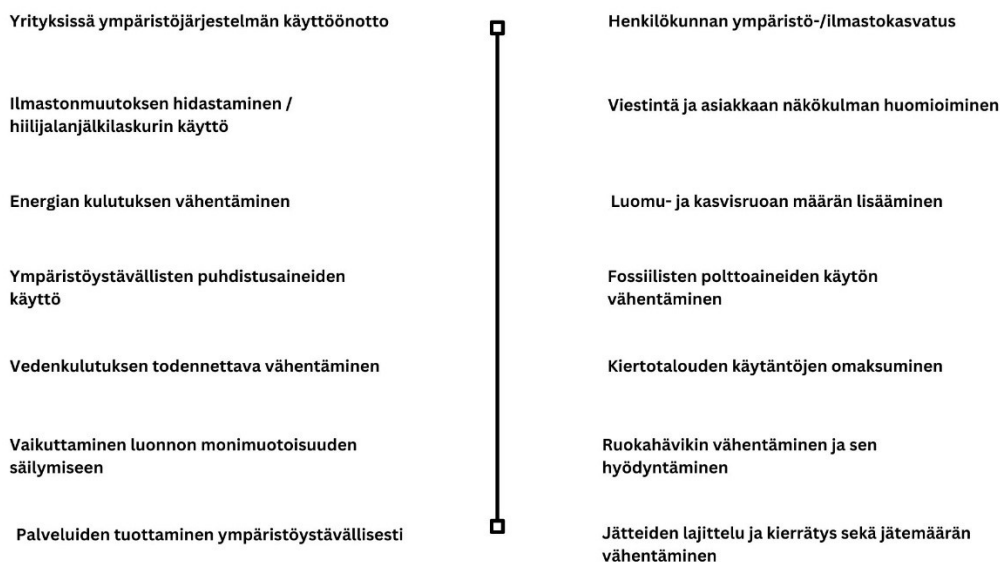 Yrityksissä ympäristöjärjestelmän käyttöönotto
Ilmastonmuutoksen hidastaminen /
hiilijalanjälkilaskurin käyttö
Energian kulutuksen vähentäminen
Ympäristöystävällisten puhdistusaineiden
käyttö
Vedenkulutuksen todennettava vähentäminen
Vaikuttaminen luonnon monimuotoisuuden
säilymiseen
Palveluiden tuottaminen ympäristöystävällisesti
Henkilökunnan ympäristö-/ilmastokasvatus
Viestintä ja asiakkaan näkökulman huomioiminen
Luomu- ja kasvisruoan määrän lisääminen
Fossiilisten polttoaineiden käytön
vähentäminen
Kiertotalouden käytäntöjen omaksuminen
Ruokahävikin vähentäminen ja sen
hyödyntäminen
Jätteiden lajittelu ja kierrätys sekä jätemäärän
vähentäminen